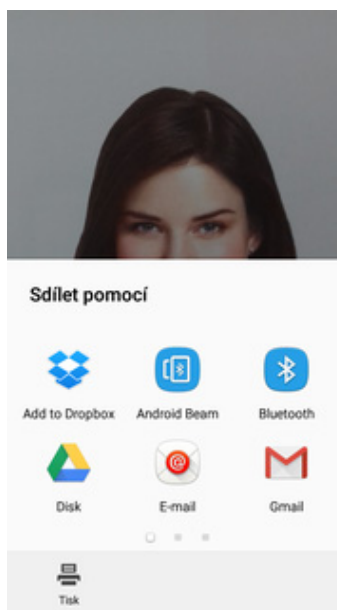 Sdílet pomocí
Add to Dropbox Android Beam Bluetooth
Disk E-mail Gmail
Tisk